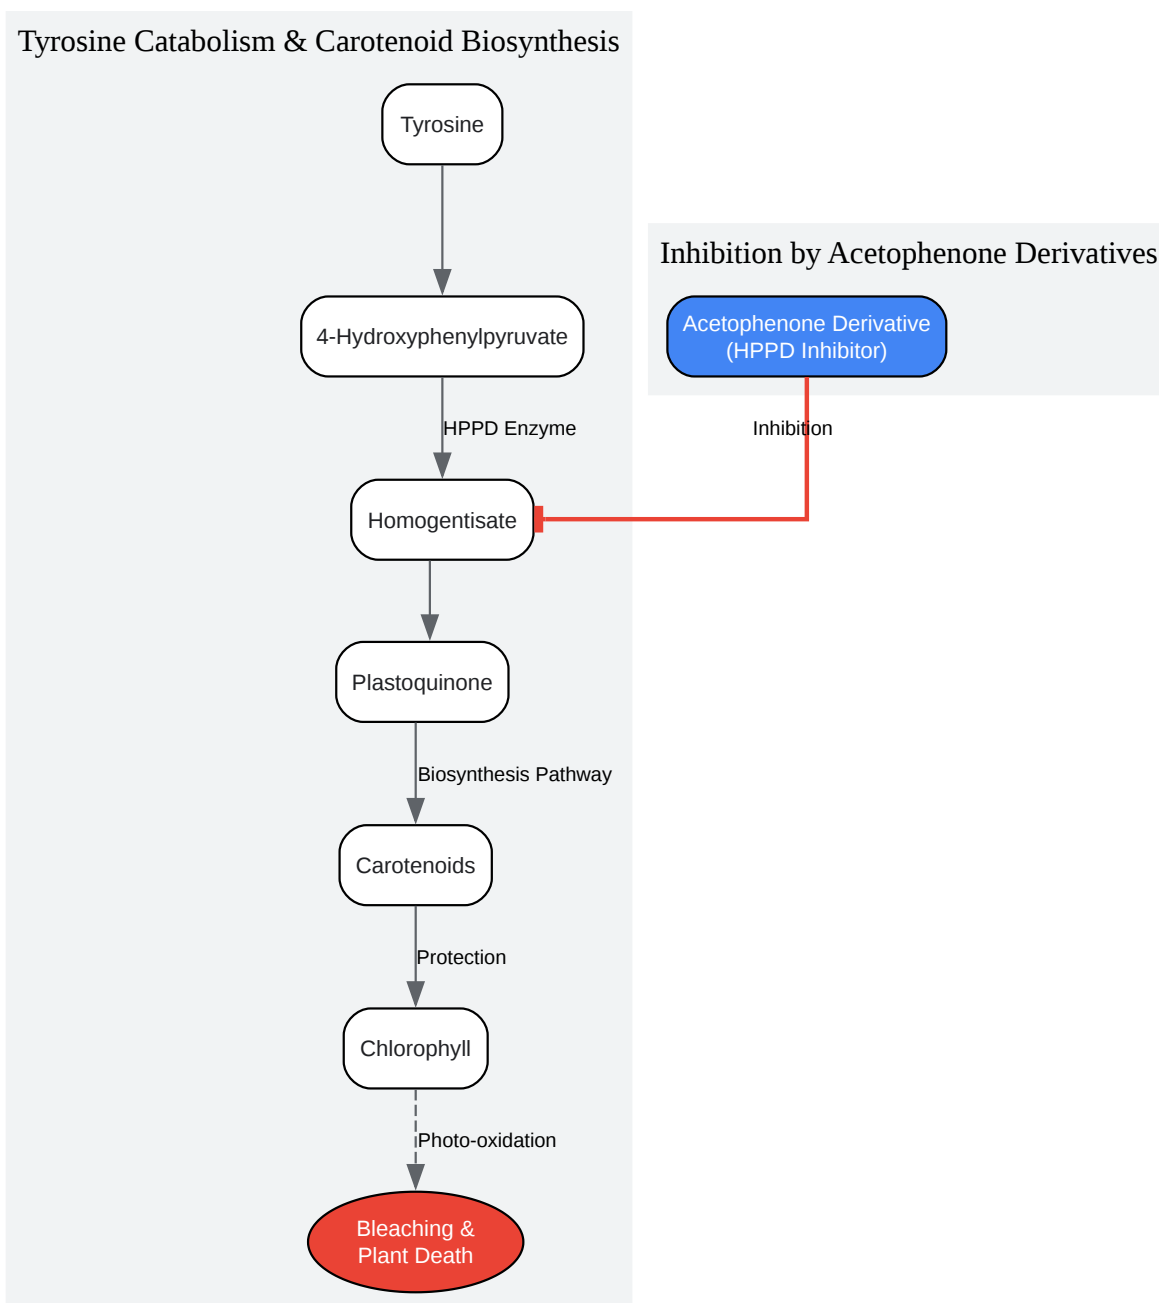 Tyrosine Catabolism & Carotenoid Biosynthesis
Tyrosine
Inhibition by Acetophenone Derivatives
4-Hydroxyphenylpyruvate
Acetophenone Derivative
(HPPD Inhibitor)
HPPD Enzyme
Inhibition
Homogentisate
Plastoquinone
Biosynthesis Pathway
Carotenoids
Protection
Chlorophyll
Photo-oxidation
Bleaching &
Plant Death